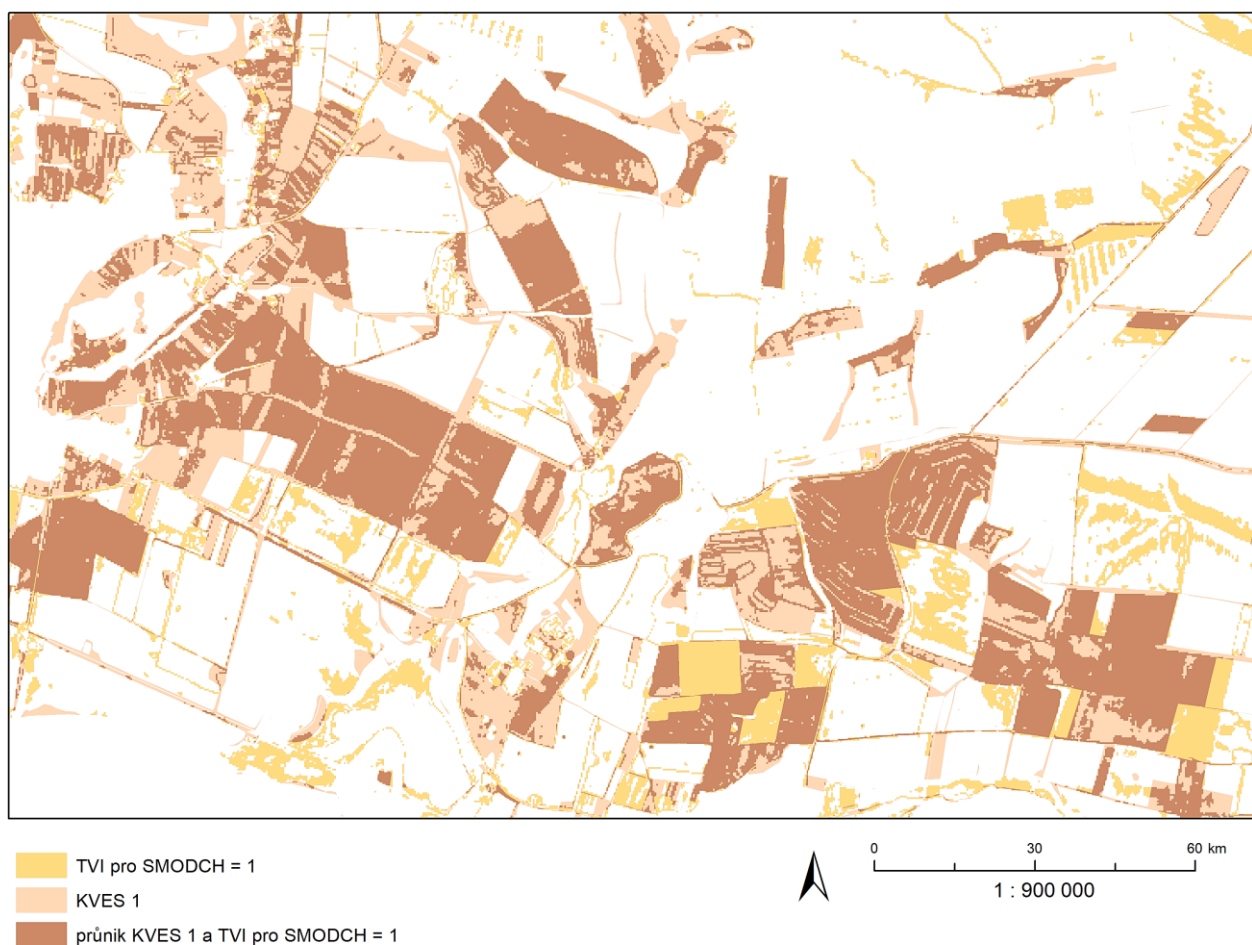 TVI pro SMODCH = 1
KVES 1
průnik KVES 1 a TVI pro SMODCH = 1
0 30 60 km
1 : 900 000